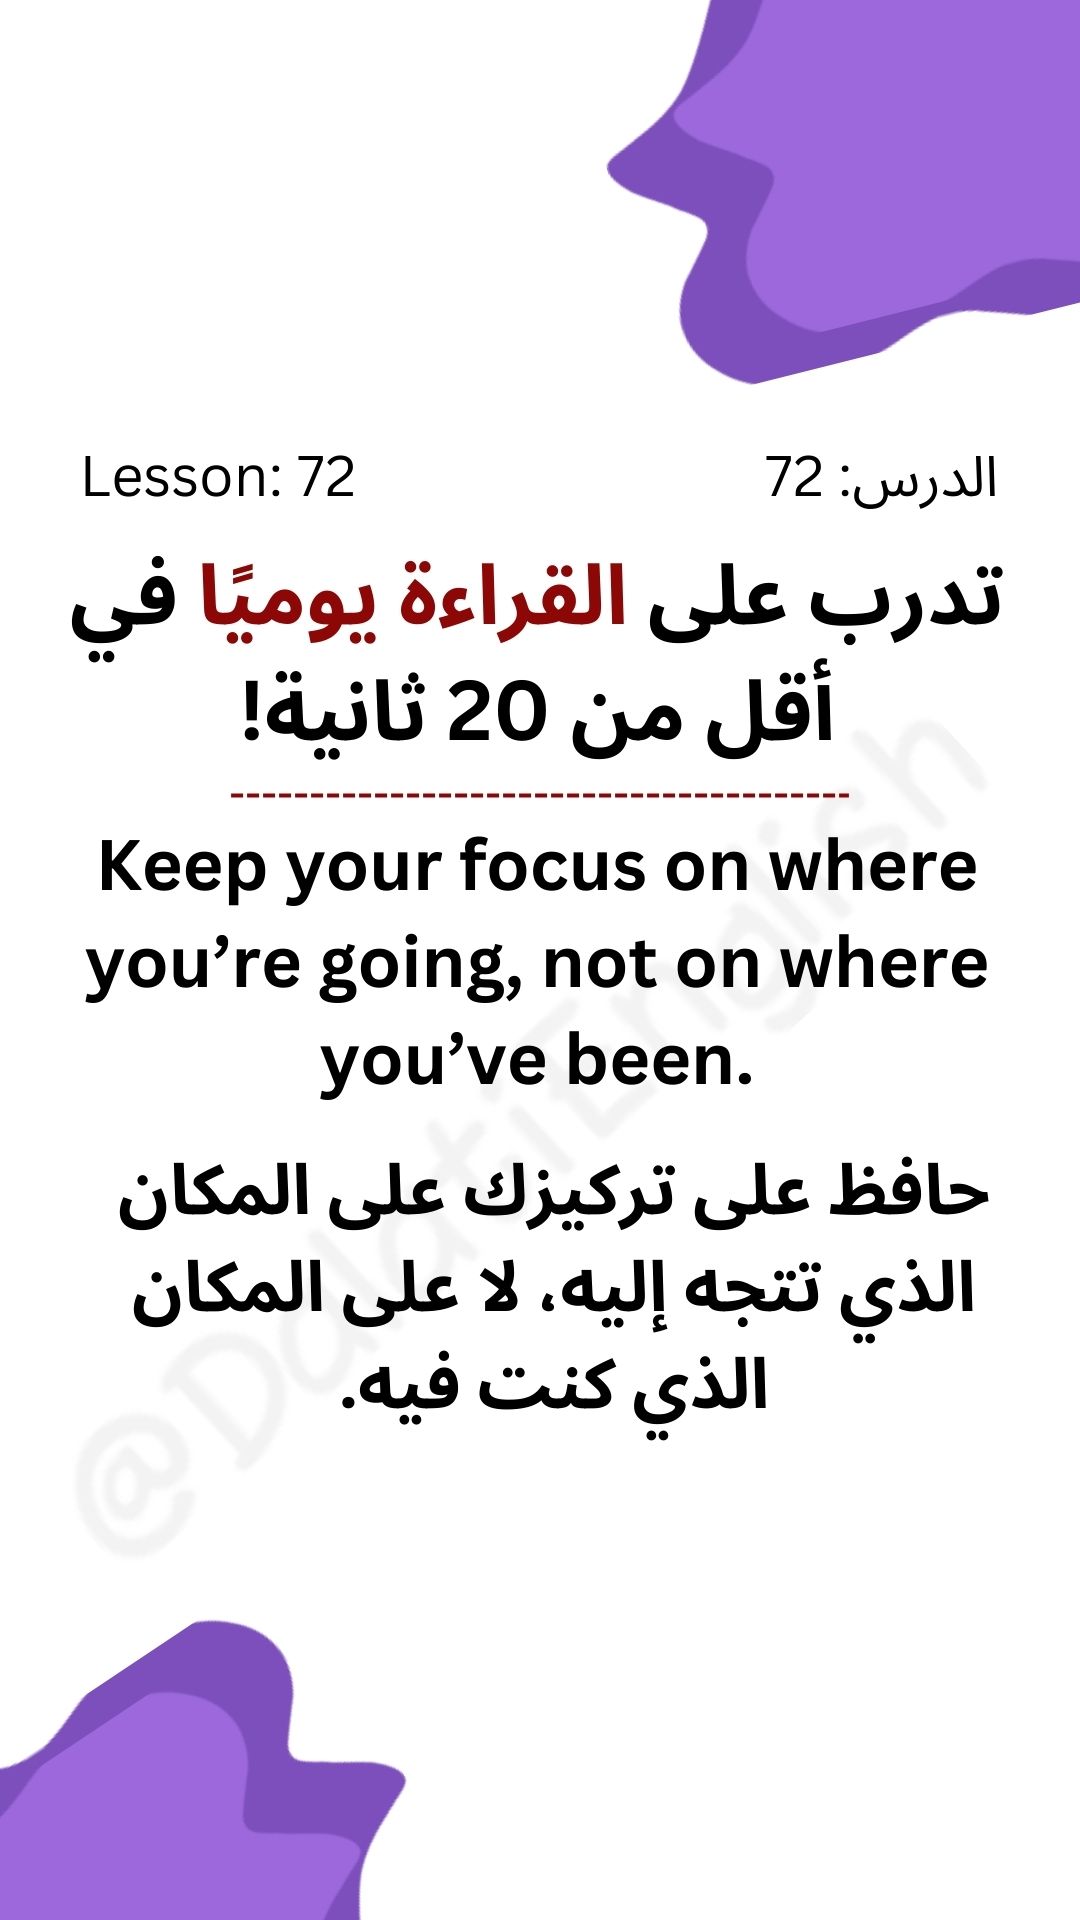 Lesson: 72
الدرس: 72
تدرب على القراءة يوميًا في
أقل من 20 ثانية!
Keep your focus on where
you’re going, not on where
you’ve been.
حافظ على تركيزك على المكان
الذي تتجه إليه، لا على المكان
الذي كنت فيه.
@DalatiEnglish